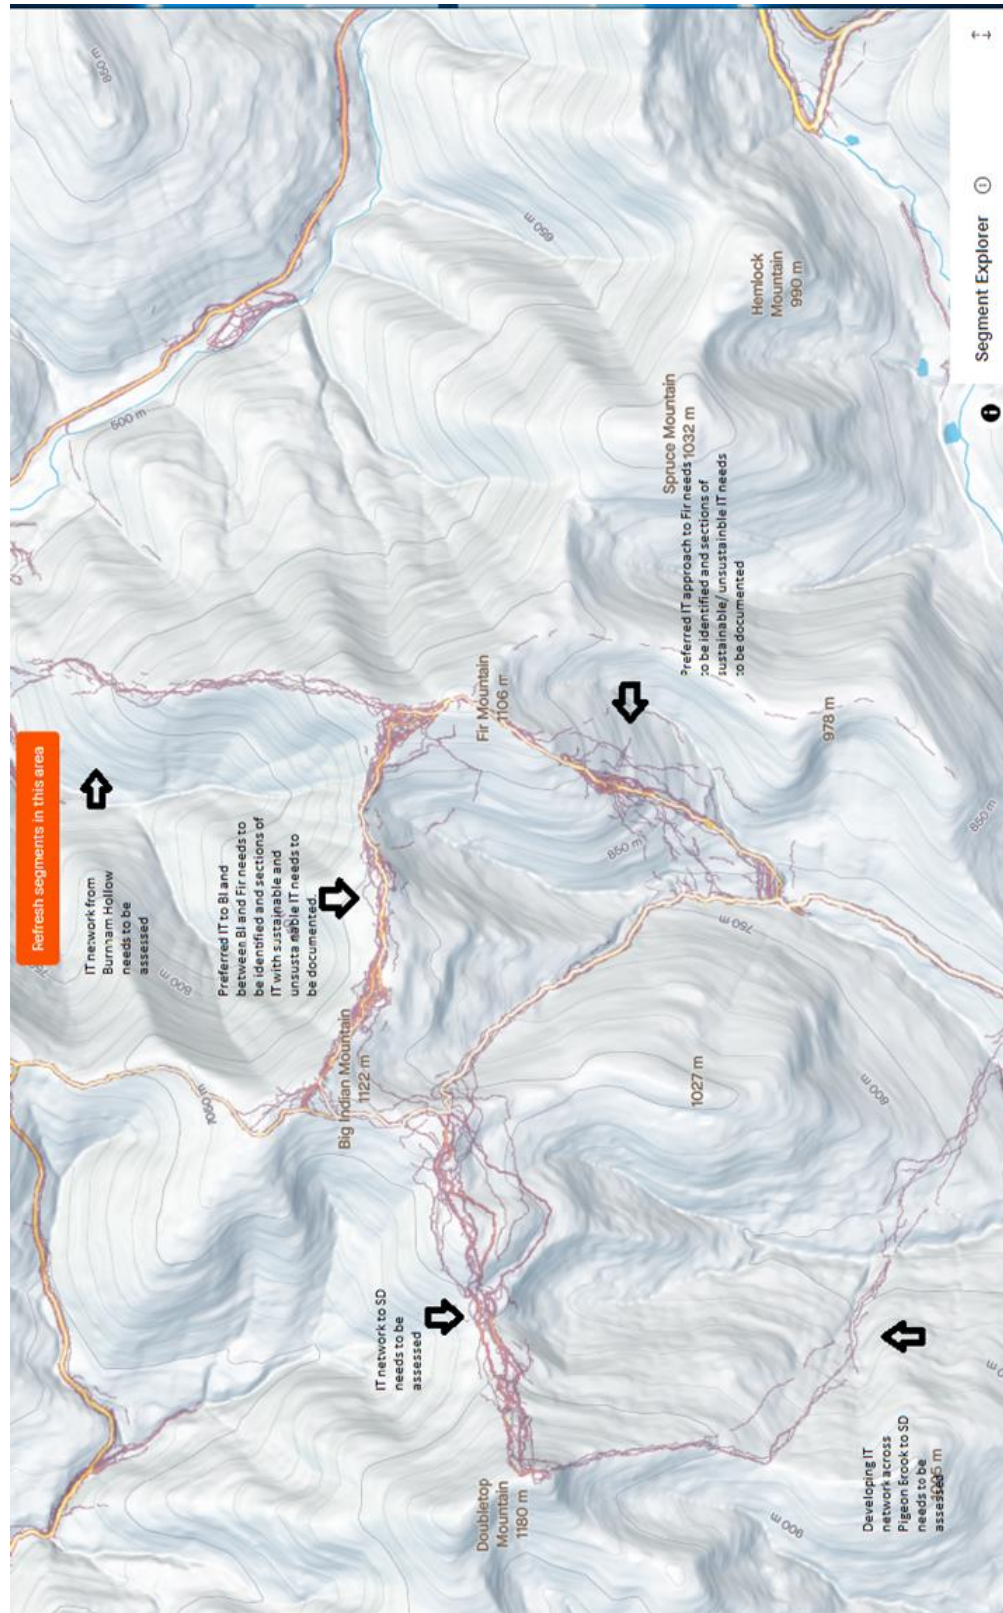 Refresh segments in this area
850 m
IT network from
Burnham Hollow
needs to be
assessed
600 m
800 m
1050 m
Preferred IT to BI and
between BI and Fir needs to
be identified and sections of
IT with sustainable and
unsustainable IT needs to
be documented.
Big Indian Mountain
1122 m
IT network to SD
needs to be
assessed
Doubletop
Mountain
1180 m
Fir Mountain
1106 m
650 m
850 m
Spruce Mountain
1032 m
Preferred IT approach to Fir needs
to be identified and sections of
sustainable/ unsustainble IT needs
to be documented
1027 m
750 m
Hemlock
Mountain
990 m
900 m
978 m
800 m
Developing IT
network across
Pigeon Brook to SD
needs to be
assessed
850 m
Segment Explorer